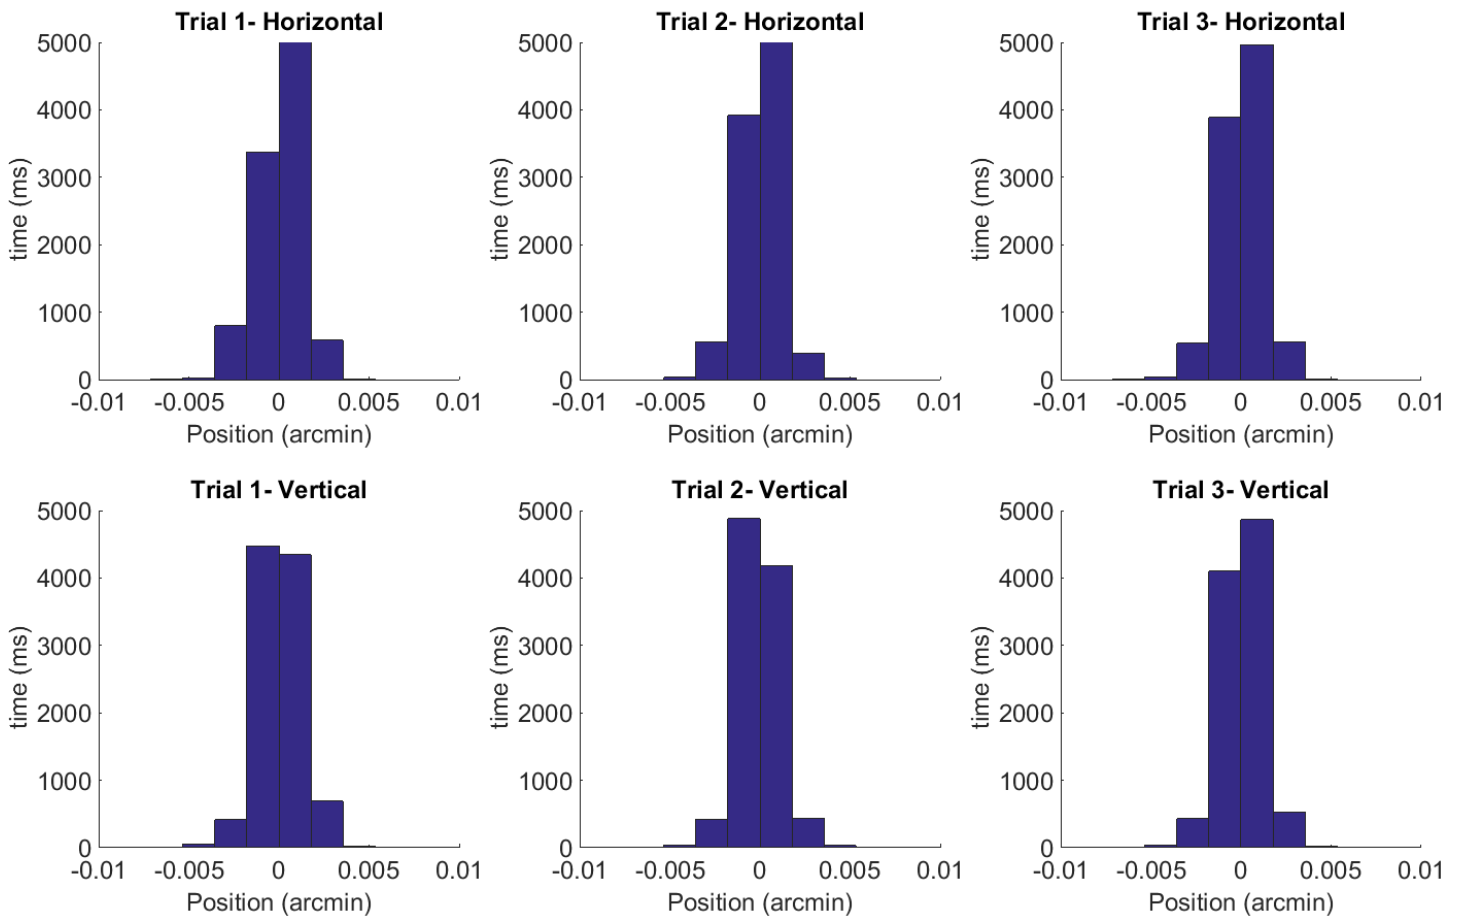 Trial 1- Horizontal
5000
4000
3000
2000
1000
0
time (ms)
-0.01 -0.005 0 0.005 0.01
Position (arcmin)
Trial 2- Horizontal
5000
4000
3000
2000
1000
0
time (ms)
-0.01 -0.005 0 0.005 0.01
Position (arcmin)
Trial 3- Horizontal
5000
4000
3000
2000
1000
0
time (ms)
-0.01 -0.005 0 0.005 0.01
Position (arcmin)
Trial 1- Vertical
5000
4000
3000
2000
1000
0
time (ms)
-0.01 -0.005 0 0.005 0.01
Position (arcmin)
Trial 2- Vertical
5000
4000
3000
2000
1000
0
time (ms)
-0.01 -0.005 0 0.005 0.01
Position (arcmin)
Trial 3- Vertical
5000
4000
3000
2000
1000
0
time (ms)
-0.01 -0.005 0 0.005 0.01
Position (arcmin)